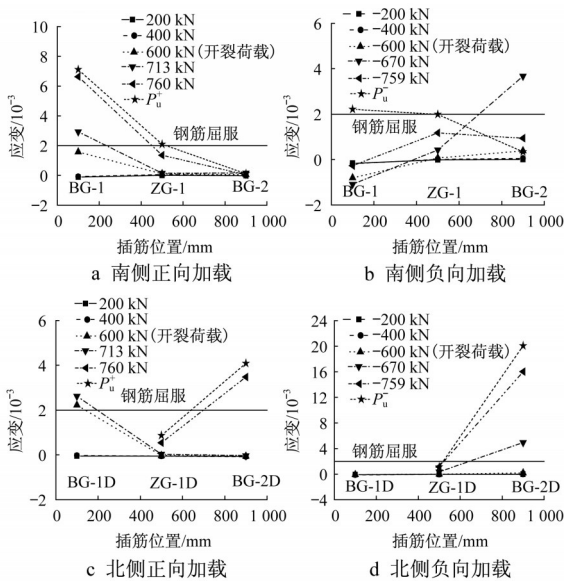 200 kN
400 kN
600 kN(开裂荷载)
713 kN
760 kN
P_u^+
应变/10⁻³
10
8
6
4
2
0
−2
钢筋屈服
BG-1 ZG-1 BG-2
0 200 400 600 800 1 000
插筋位置/mm
a 南侧正向加载
−200 kN
−400 kN
−600 kN(开裂荷载)
−670 kN
−759 kN
P_u^-
应变/10⁻³
6
4
2
0
−2
钢筋屈服
BG-1 ZG-1 BG-2
0 200 400 600 800 1 000
插筋位置/mm
b 南侧负向加载
200 kN
400 kN
600 kN(开裂荷载)
713 kN
760 kN
P_u^+
应变/10⁻³
6
4
2
0
−2
钢筋屈服
BG-1D ZG-1D BG-2D
0 200 400 600 800 1 000
插筋位置/mm
c 北侧正向加载
−200 kN
−400 kN
−600 kN(开裂荷载)
−670 kN
−759 kN
P_u^-
应变/10⁻³
24
20
16
12
8
4
0
−4
钢筋屈服
BG-1D ZG-1D BG-2D
0 200 400 600 800 1 000
插筋位置/mm
d 北侧负向加载